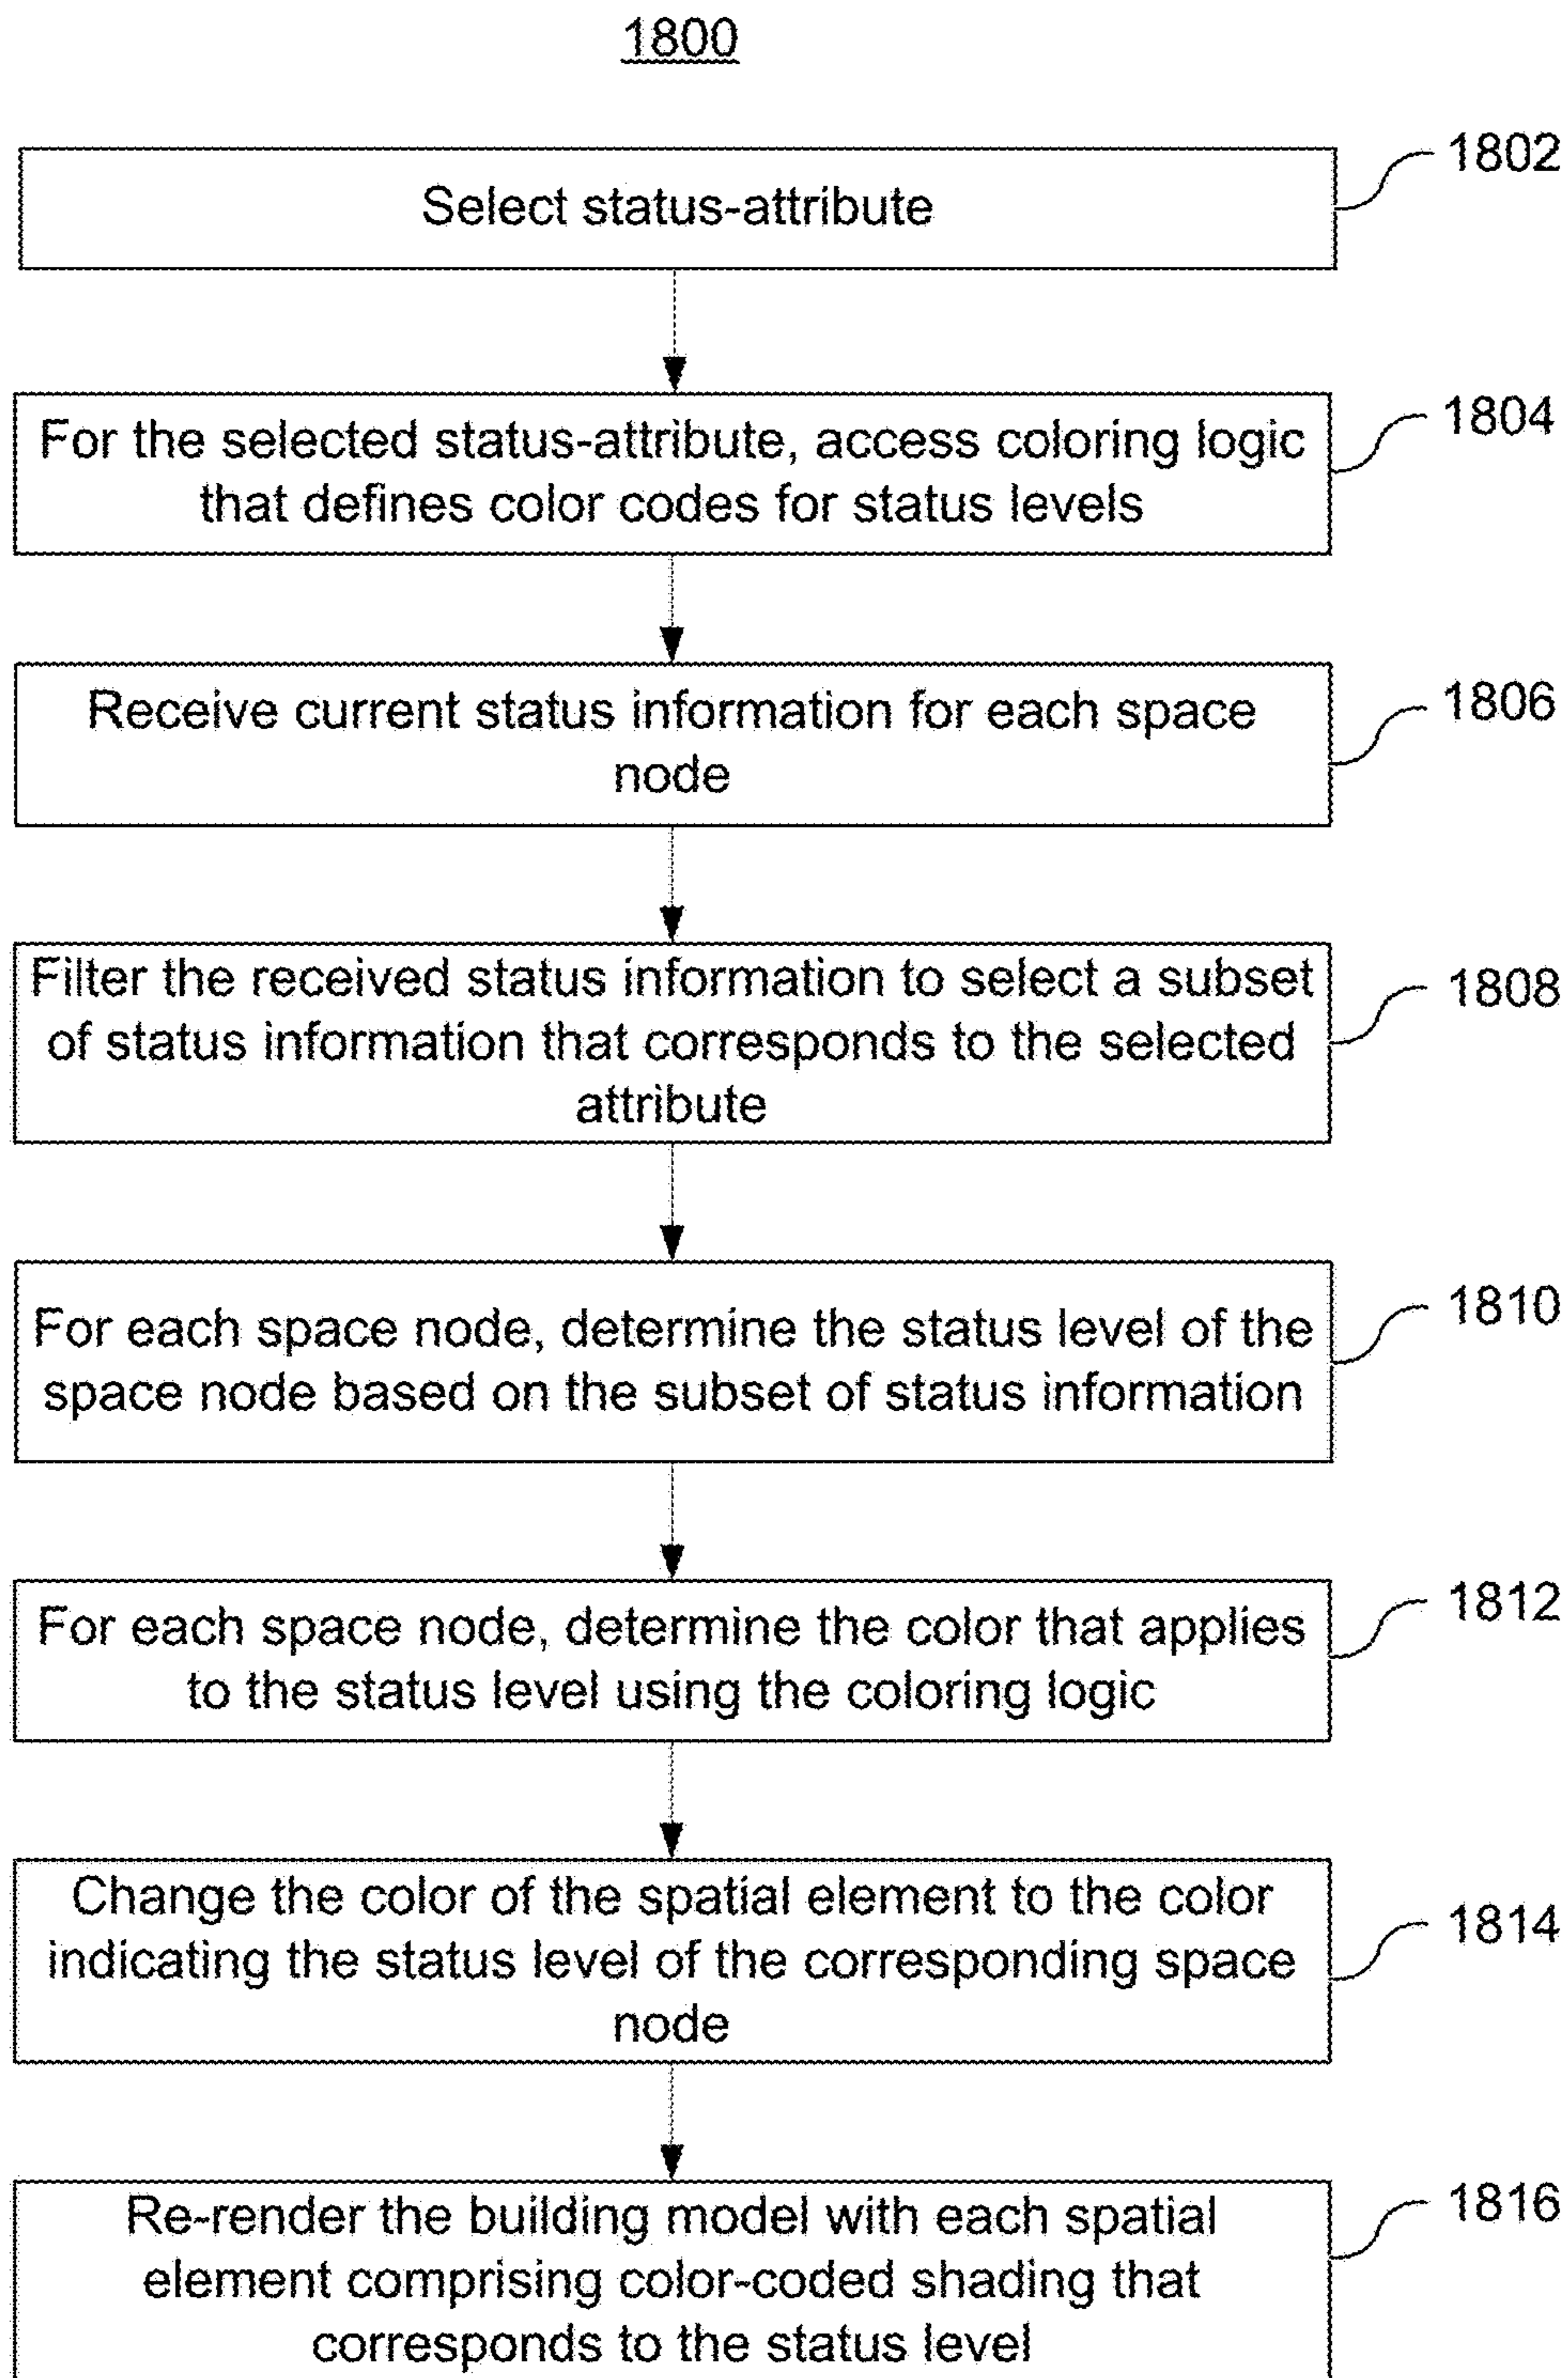 1800
Select status-attribute
1802
For the selected status-attribute, access coloring logic
that defines color codes for status levels
1804
Receive current status information for each space
node
1806
Filter the received status information to select a subset
of status information that corresponds to the selected
attribute
1808
For each space node, determine the status level of the
space node based on the subset of status information
1810
For each space node, determine the color that applies
to the status level using the coloring logic
1812
Change the color of the spatial element to the color
indicating the status level of the corresponding space
node
1814
Re-render the building model with each spatial
element comprising color-coded shading that
corresponds to the status level
1816